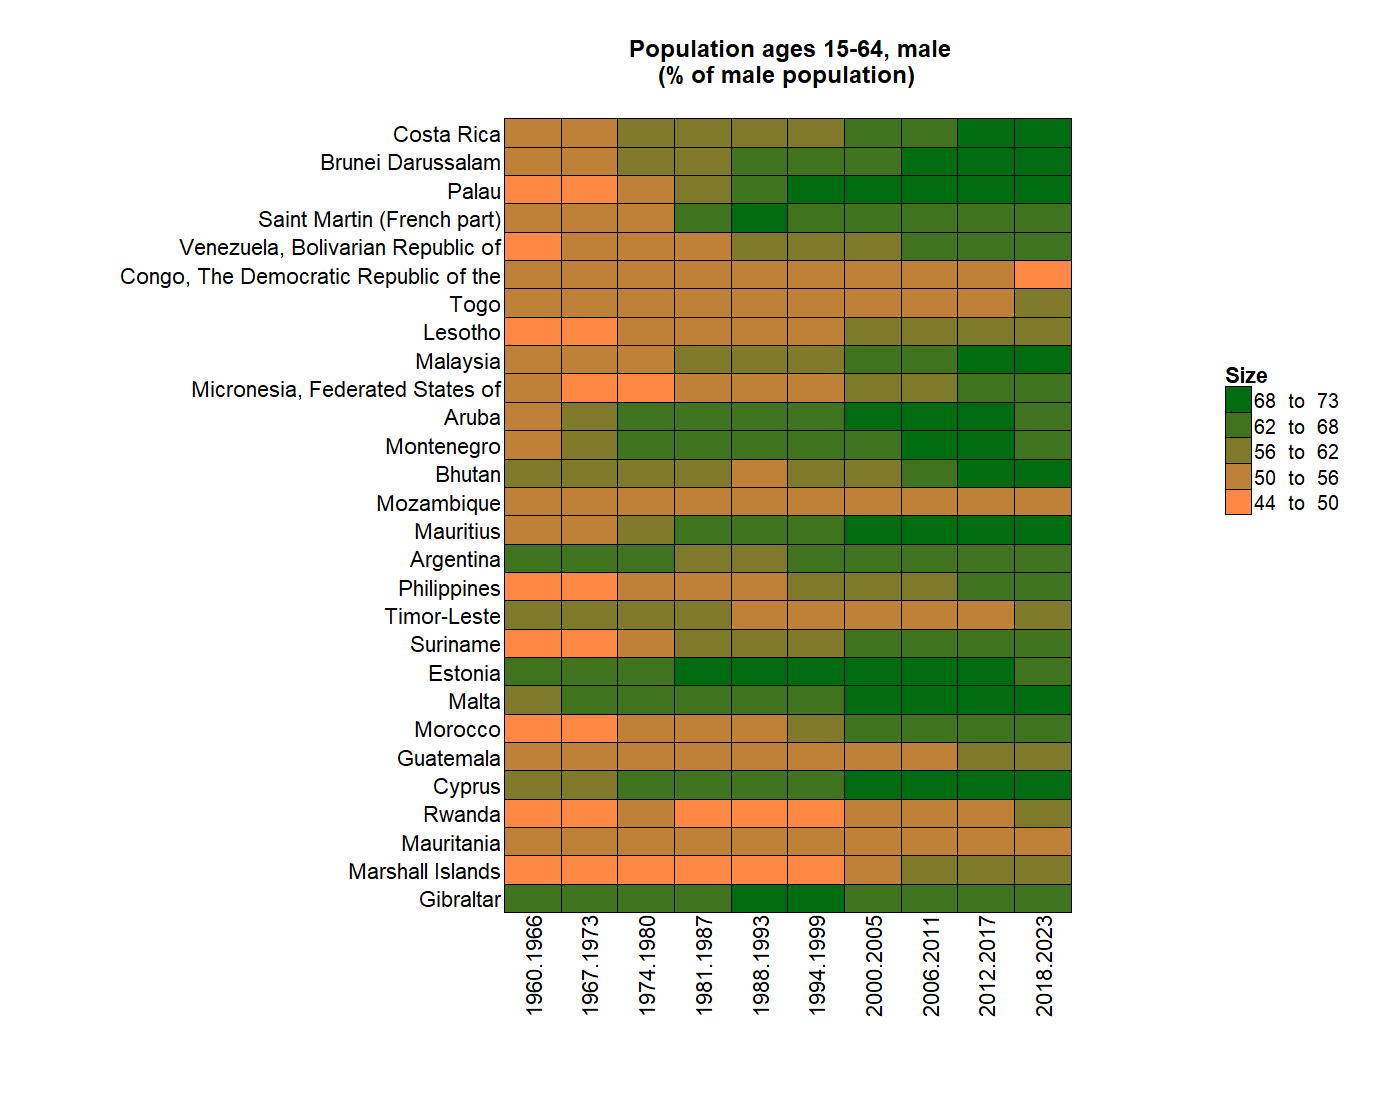 Population ages 15-64, male
(% of male population)
Costa Rica
Brunei Darussalam
Palau
Saint Martin (French part)
Venezuela, Bolivarian Republic of
Congo, The Democratic Republic of the
Togo
Lesotho
Malaysia
Micronesia, Federated States of
Aruba
Montenegro
Bhutan
Mozambique
Mauritius
Argentina
Philippines
Timor-Leste
Suriname
Estonia
Malta
Morocco
Guatemala
Cyprus
Rwanda
Mauritania
Marshall Islands
Gibraltar
1960.1966
1967.1973
1974.1980
1981.1987
1988.1993
1994.1999
2000.2005
2006.2011
2012.2017
2018.2023
Size
68 to 73
62 to 68
56 to 62
50 to 56
44 to 50